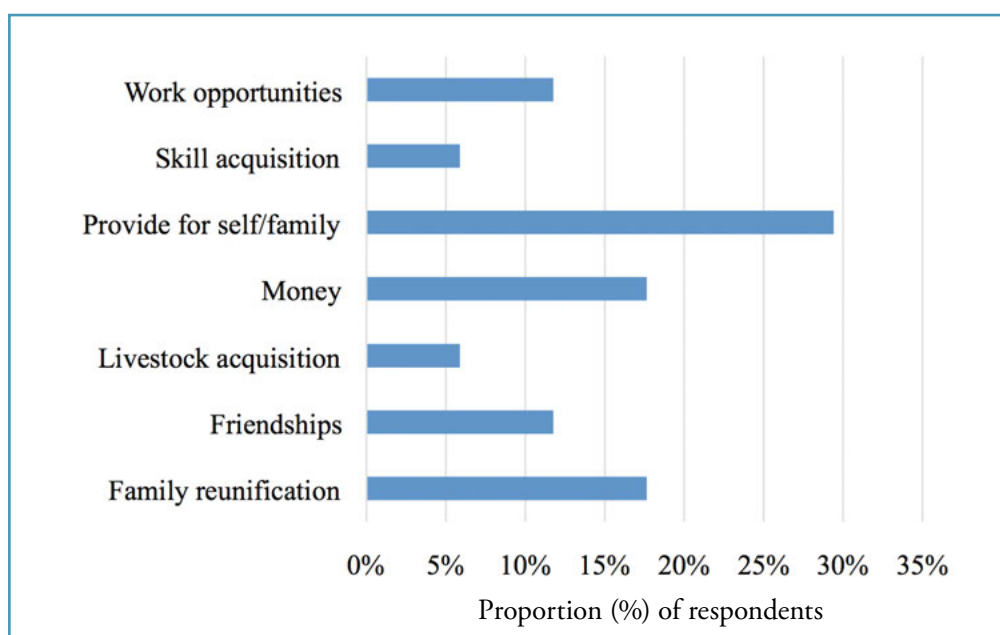 Work opportunities
Skill acquisition
Provide for self/family
Money
Livestock acquisition
Friendships
Family reunification
0% 5% 10% 15% 20% 25% 30% 35%
Proportion (%) of respondents